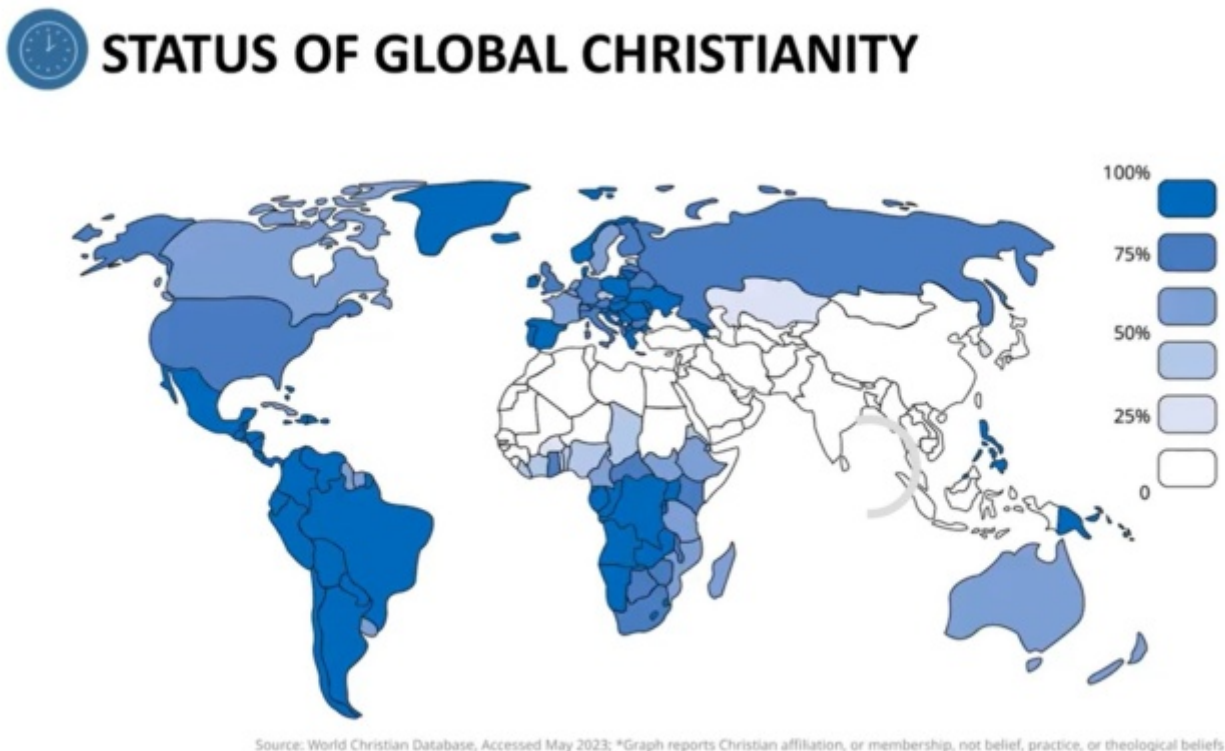 STATUS OF GLOBAL CHRISTIANITY
100%
75%
50%
25%
0
Source: World Christian Database, Accessed May 2023; *Graph reports Christian affiliation, or membership, not belief, practice, or theological beliefs